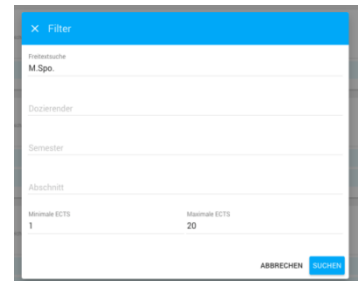 × Filter
Freitextsuche
M.Spo.
Dozierender
Semester
Abschnitt
Minimale ECTS Maximale ECTS
1 20
ABBRECHEN SUCHEN